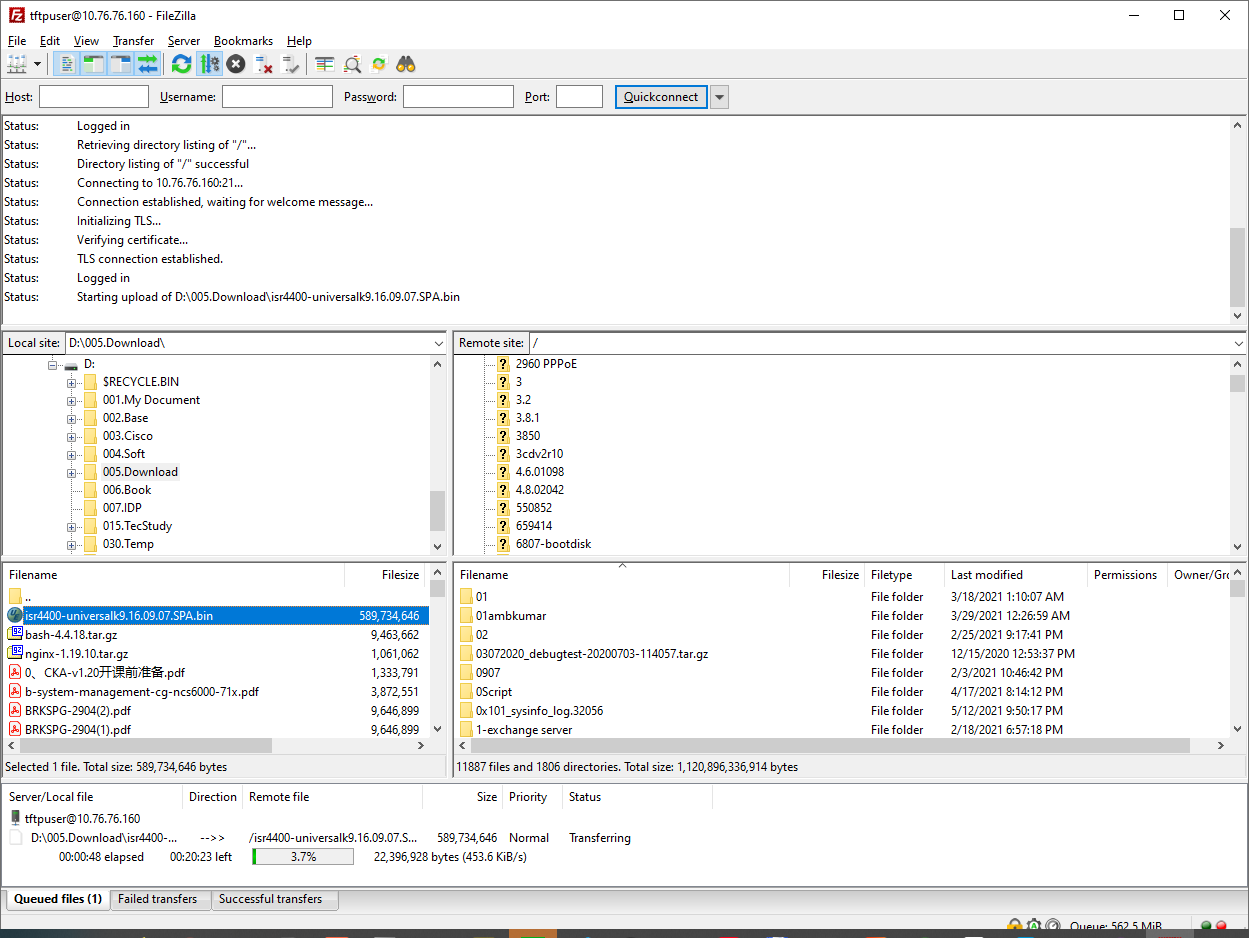 tftpuser@10.76.76.160 - FileZilla
File Edit View Transfer Server Bookmarks Help
Host: Username: Password: Port: Quickconnect
Status: Logged in
Status: Retrieving directory listing of "/"...
Status: Directory listing of "/" successful
Status: Connecting to 10.76.76.160:21...
Status: Connection established, waiting for welcome message...
Status: Initializing TLS...
Status: Verifying certificate...
Status: TLS connection established.
Status: Logged in
Status: Starting upload of D:\005.Download\isr4400-universalk9.16.09.07.SPA.bin
Local site: D:\005.Download\
D:
$RECYCLE.BIN
001.My Document
002.Base
003.Cisco
004.Soft
005.Download
006.Book
007.IDP
015.TecStudy
030.Temp
Remote site: /
2960 PPPoE
3
3.2
3.8.1
3850
3cdv2r10
4.6.01098
4.8.02042
550852
659414
6807-bootdisk
Filename Filesize
..
isr4400-universalk9.16.09.07.SPA.bin 589,734,646
bash-4.4.18.tar.gz 9,463,662
nginx-1.19.10.tar.gz 1,061,062
0、CKA-v1.20开课前准备.pdf 1,333,791
b-system-management-cg-ncs6000-71x.pdf 3,872,551
BRKSPG-2904(2).pdf 9,646,899
BRKSPG-2904(1).pdf 9,646,899
Selected 1 file. Total size: 589,734,646 bytes
Filename Filesize Filetype Last modified Permissions Owner/Gro
01 File folder 3/18/2021 1:10:07 AM
01ambkumar File folder 3/29/2021 12:26:59 AM
02 File folder 2/25/2021 9:17:41 PM
03072020_debugtest-20200703-114057.tar.gz File folder 12/15/2020 12:53:37 PM
0907 File folder 2/3/2021 10:46:42 PM
0Script File folder 4/17/2021 8:14:12 PM
0x101_sysinfo_log.32056 File folder 5/12/2021 9:50:17 PM
1-exchange server File folder 2/18/2021 6:57:18 PM
11887 files and 1806 directories. Total size: 1,120,896,336,914 bytes
Server/Local file Direction Remote file Size Priority Status
tftpuser@10.76.76.160
D:\005.Download\isr4400-... -->> /isr4400-universalk9.16.09.07.S... 589,734,646 Normal Transferring
00:00:48 elapsed 00:20:23 left 3.7% 22,396,928 bytes (453.6 KiB/s)
Queued files (1) Failed transfers Successful transfers
Queue: 562.5 MiB